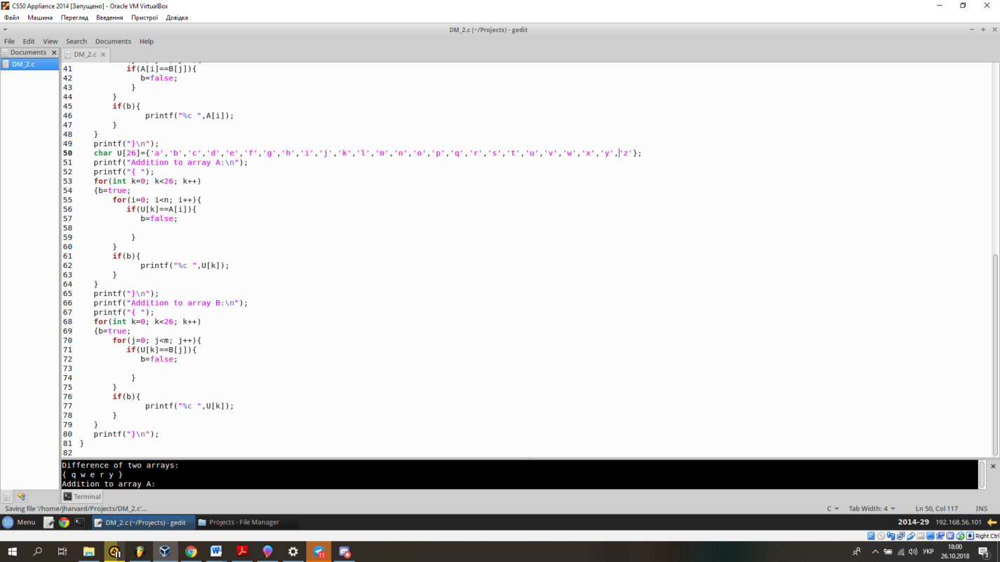 CS50 Appliance 2014 [Запущено] - Oracle VM VirtualBox
Файл Машина Перегляд Введення Пристрої Довідка
DM_2.c (~/Projects) - gedit
File Edit View Search Documents Help
Documents DM_2.c
DM_2.c
41 if(A[i]==B[j]){
42 b=false;
43 }
44 }
45 if(b){
46 printf("%c ",A[i]);
47 }
48 }
49 printf("}\n");
50 char U[26]={'a','b','c','d','e','f','g','h','i','j','k','l','m','n','o','p','q','r','s','t','u','v','w','x','y','z'};
51 printf("Addition to array A:\n");
52 printf("{ ");
53 for(int k=0; k<26; k++)
54 {b=true;
55 for(i=0; i<n; i++){
56 if(U[k]==A[i]){
57 b=false;
58
59 }
60 }
61 if(b){
62 printf("%c ",U[k]);
63 }
64 }
65 printf("}\n");
66 printf("Addition to array B:\n");
67 printf("{ ");
68 for(int k=0; k<26; k++)
69 {b=true;
70 for(j=0; j<m; j++){
71 if(U[k]==B[j]){
72 b=false;
73
74 }
75 }
76 if(b){
77 printf("%c ",U[k]);
78 }
79 }
80 printf("}\n");
81 }
82
Difference of two arrays:
{ q w e r y }
Addition to array A:
Terminal
Saving file '/home/jharvard/Projects/DM_2.c'... C Tab Width: 4 Ln 50, Col 117 INS
50 Menu DM_2.c (~/Projects) - gedit Projects - File Manager 2014-29 192.168.56.101
Right Ctrl
11 УКР 18:00 26.10.2018 3